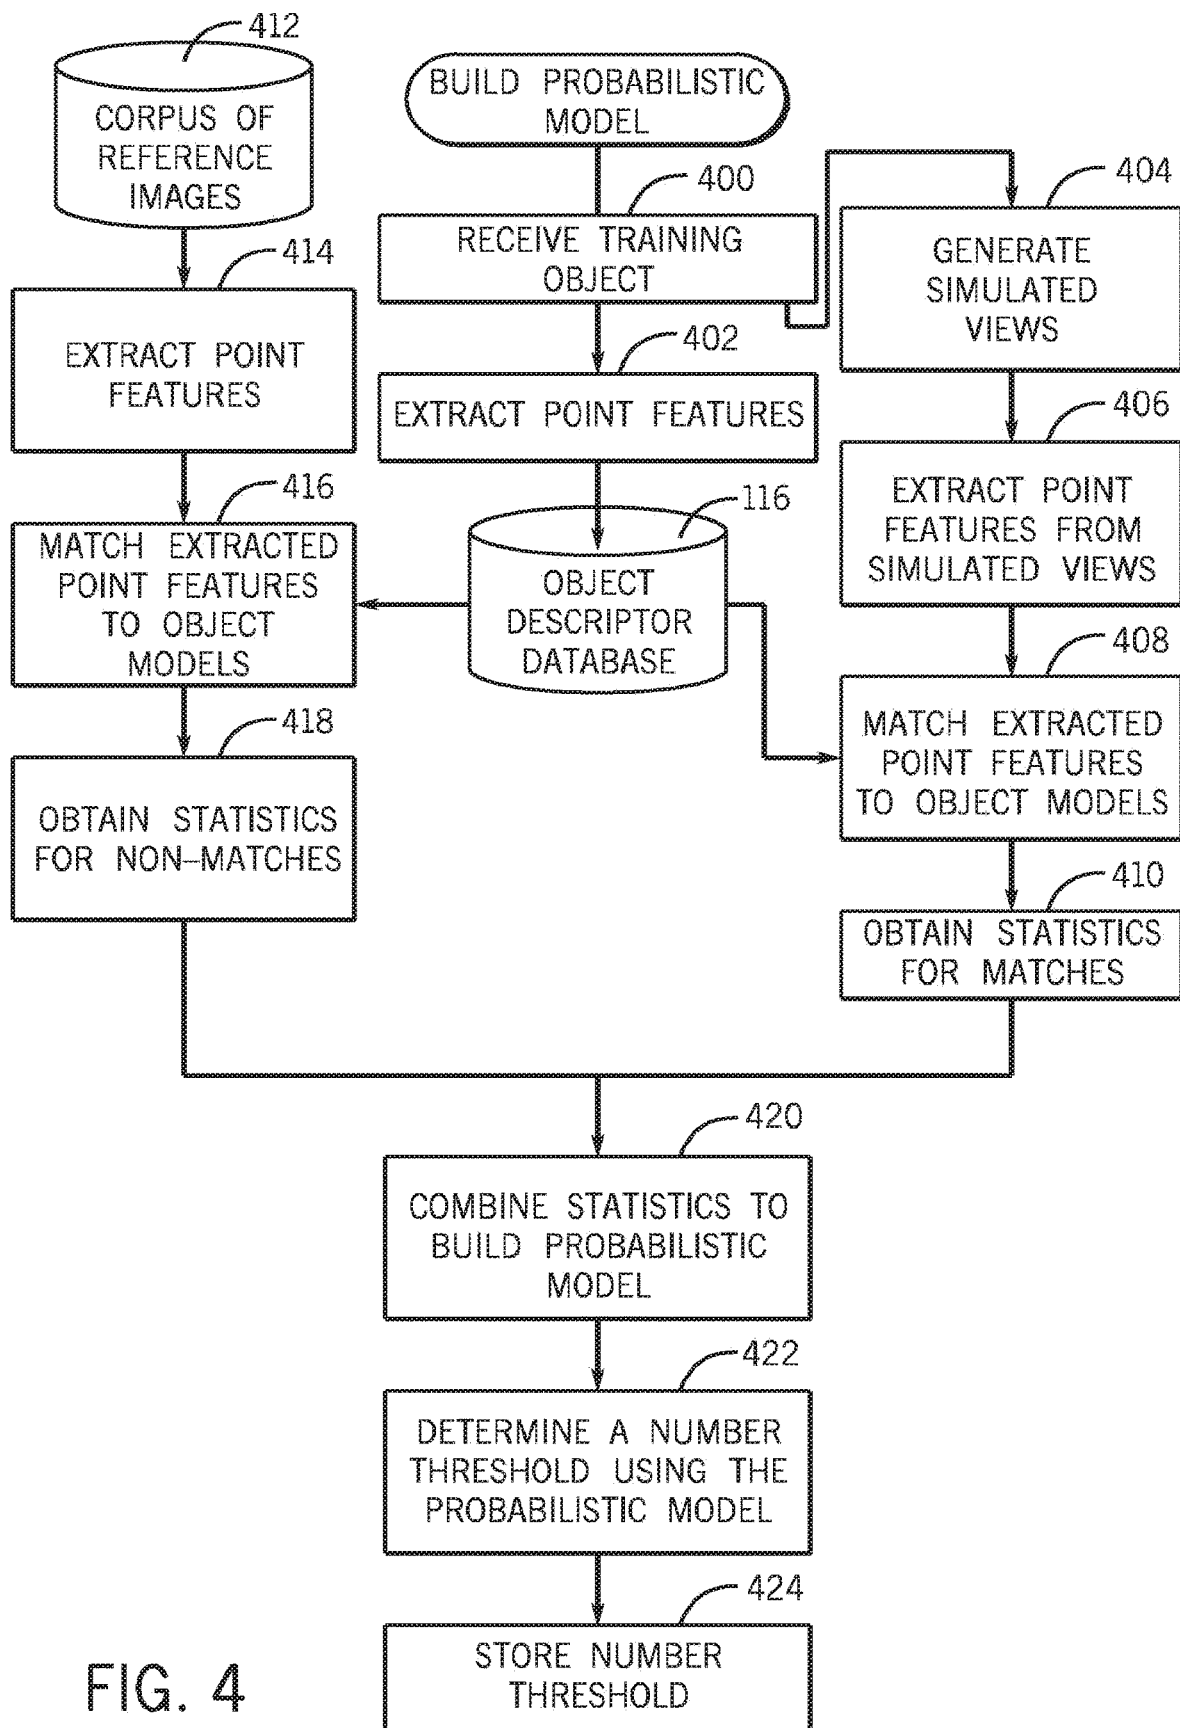 412
CORPUS OF
REFERENCE
IMAGES
BUILD PROBABILISTIC
MODEL
400
RECEIVE TRAINING
OBJECT
404
GENERATE
SIMULATED
VIEWS
414
EXTRACT POINT
FEATURES
402
EXTRACT POINT FEATURES
406
EXTRACT POINT
FEATURES FROM
SIMULATED VIEWS
416
MATCH EXTRACTED
POINT FEATURES
TO OBJECT
MODELS
116
OBJECT
DESCRIPTOR
DATABASE
408
MATCH EXTRACTED
POINT FEATURES
TO OBJECT MODELS
418
OBTAIN STATISTICS
FOR NON-MATCHES
410
OBTAIN STATISTICS
FOR MATCHES
420
COMBINE STATISTICS TO
BUILD PROBABILISTIC
MODEL
422
DETERMINE A NUMBER
THRESHOLD USING THE
PROBABILISTIC MODEL
424
STORE NUMBER
THRESHOLD
FIG. 4